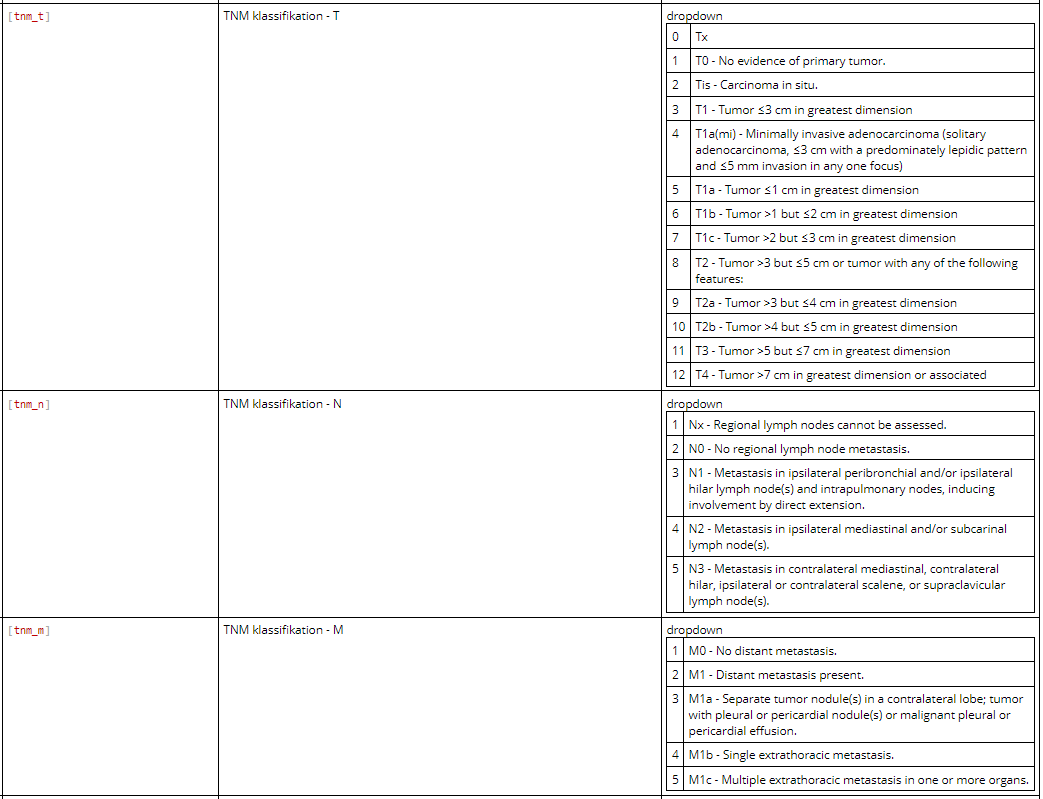 [tnm_t]
TNM klassifikation - T
dropdown
0 Tx
1 T0 - No evidence of primary tumor.
2 Tis - Carcinoma in situ.
3 T1 - Tumor ≤3 cm in greatest dimension
4 T1a(mi) - Minimally invasive adenocarcinoma (solitary
adenocarcinoma, ≤3 cm with a predominately lepidic pattern
and ≤5 mm invasion in any one focus)
5 T1a - Tumor ≤1 cm in greatest dimension
6 T1b - Tumor >1 but ≤2 cm in greatest dimension
7 T1c - Tumor >2 but ≤3 cm in greatest dimension
8 T2 - Tumor >3 but ≤5 cm or tumor with any of the following
features:
9 T2a - Tumor >3 but ≤4 cm in greatest dimension
10 T2b - Tumor >4 but ≤5 cm in greatest dimension
11 T3 - Tumor >5 but ≤7 cm in greatest dimension
12 T4 - Tumor >7 cm in greatest dimension or associated
[tnm_n]
TNM klassifikation - N
dropdown
1 Nx - Regional lymph nodes cannot be assessed.
2 N0 - No regional lymph node metastasis.
3 N1 - Metastasis in ipsilateral peribronchial and/or ipsilateral
hilar lymph node(s) and intrapulmonary nodes, inducing
involvement by direct extension.
4 N2 - Metastasis in ipsilateral mediastinal and/or subcarinal
lymph node(s).
5 N3 - Metastasis in contralateral mediastinal, contralateral
hilar, ipsilateral or contralateral scalene, or supraclavicular
lymph node(s).
[tnm_m]
TNM klassifikation - M
dropdown
1 M0 - No distant metastasis.
2 M1 - Distant metastasis present.
3 M1a - Separate tumor nodule(s) in a contralateral lobe; tumor
with pleural or pericardial nodule(s) or malignant pleural or
pericardial effusion.
4 M1b - Single extrathoracic metastasis.
5 M1c - Multiple extrathoracic metastasis in one or more organs.